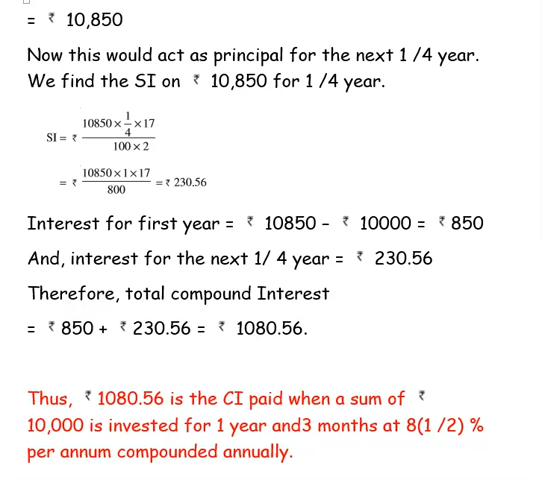 = ₹ 10,850
Now this would act as principal for the next 1 /4 year.
We find the SI on ₹ 10,850 for 1 /4 year.
SI = ₹ (10850 × 1/4 × 17) / (100 × 2)
= ₹ (10850 × 1 × 17) / 800 = ₹ 230.56
Interest for first year = ₹ 10850 - ₹ 10000 = ₹ 850
And, interest for the next 1/ 4 year = ₹ 230.56
Therefore, total compound Interest
= ₹ 850 + ₹ 230.56 = ₹ 1080.56.
Thus, ₹ 1080.56 is the CI paid when a sum of ₹
10,000 is invested for 1 year and3 months at 8(1 /2) %
per annum compounded annually.